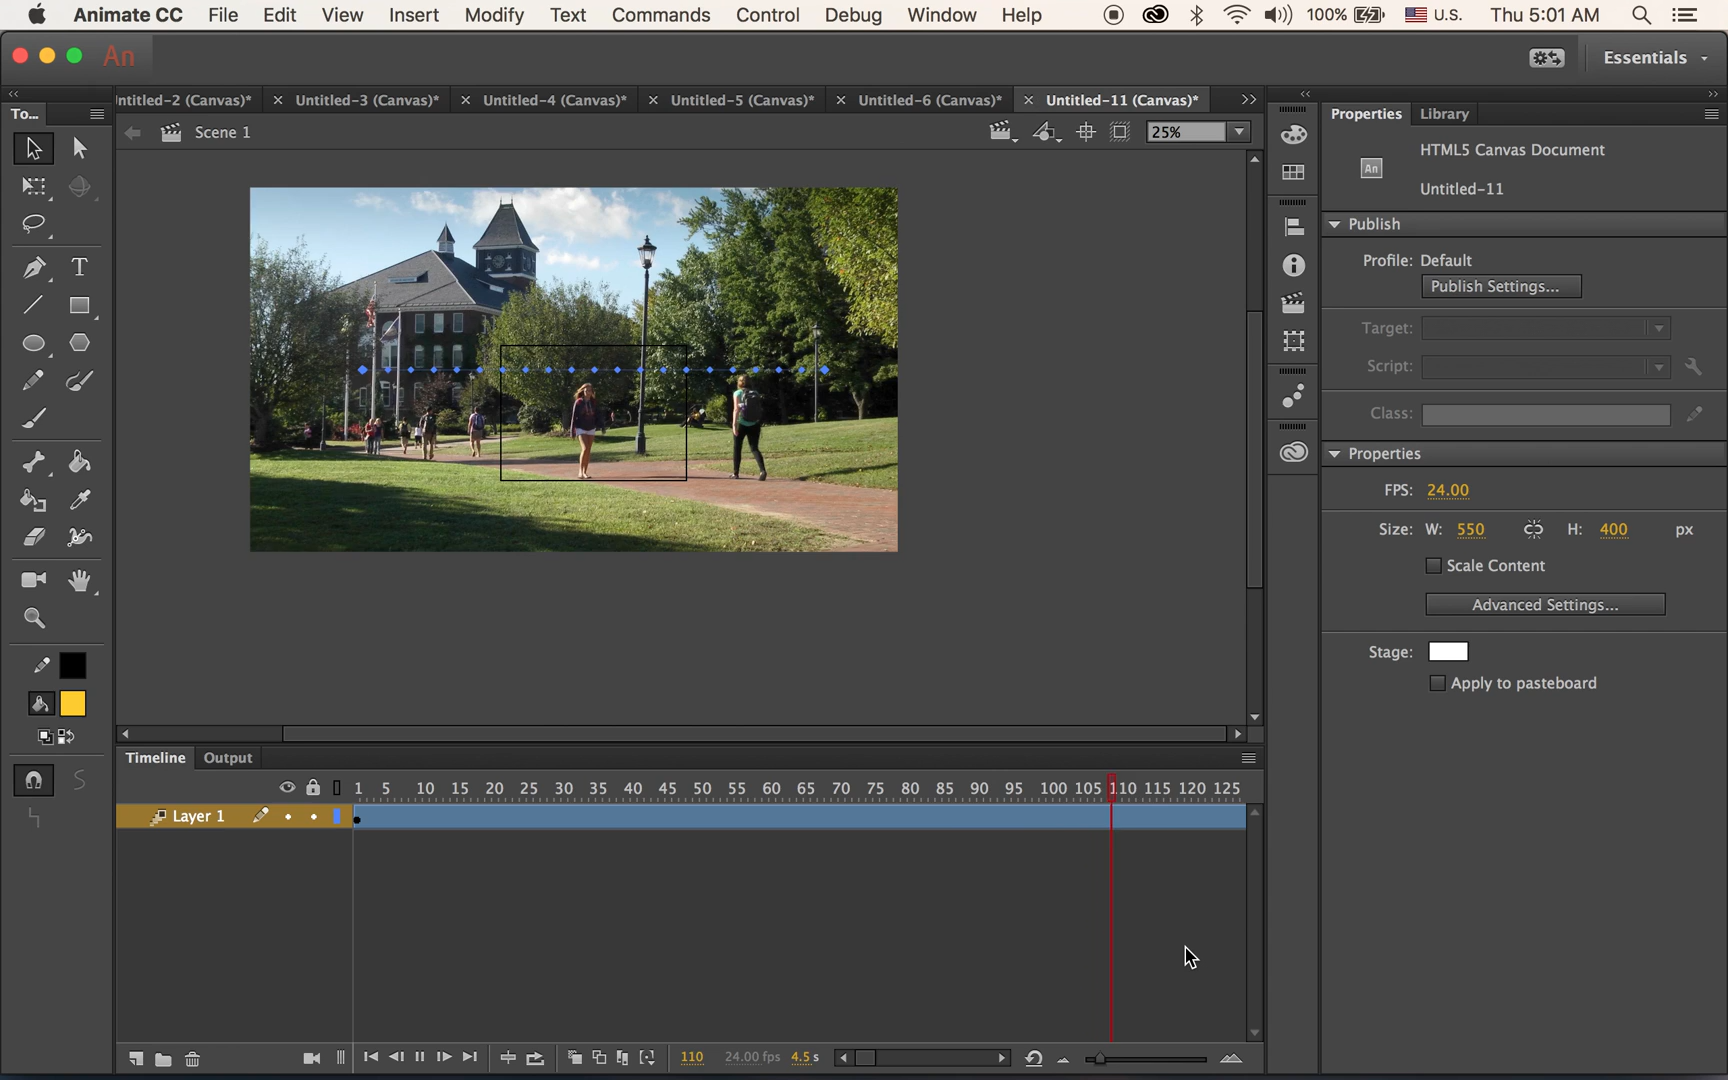 Animate CC File Edit View Insert Modify Text Commands Control Debug Window Help 100% U.S. Thu 5:01 AM
An Essentials
To... ntitled-2 (Canvas)* Untitled-3 (Canvas)* Untitled-4 (Canvas)* Untitled-5 (Canvas)* Untitled-6 (Canvas)* Untitled-11 (Canvas)* Properties Library
Scene 1 25%
HTML5 Canvas Document
An
Untitled-11
Publish
Profile: Default
Publish Settings...
Target:
Script:
Class:
Properties
FPS: 24.00
Size: W: 550 H: 400 px
Scale Content
Advanced Settings...
Stage:
Apply to pasteboard
T
Timeline Output
1 5 10 15 20 25 30 35 40 45 50 55 60 65 70 75 80 85 90 95 100 105 110 115 120 125
Layer 1
110 24.00 fps 4.5 s